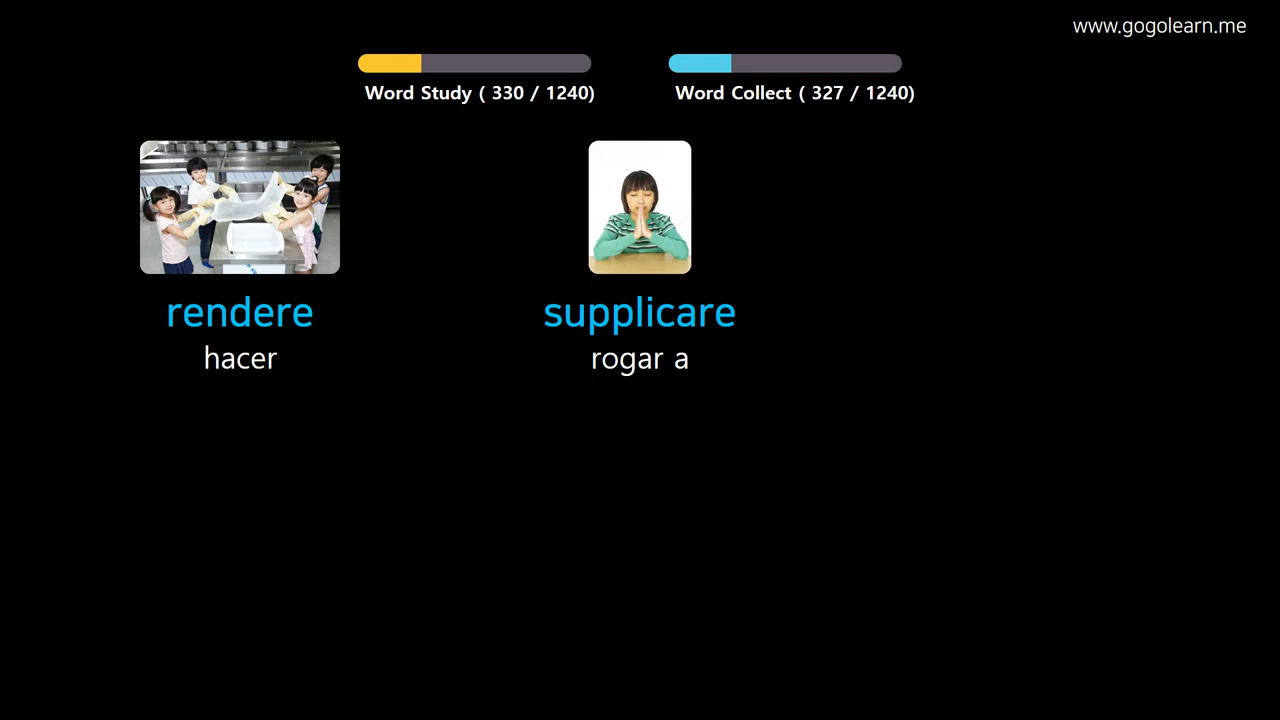 www.gogolearn.me
Word Study ( 330 / 1240)
Word Collect ( 327 / 1240)
rendere
hacer
supplicare
rogar a